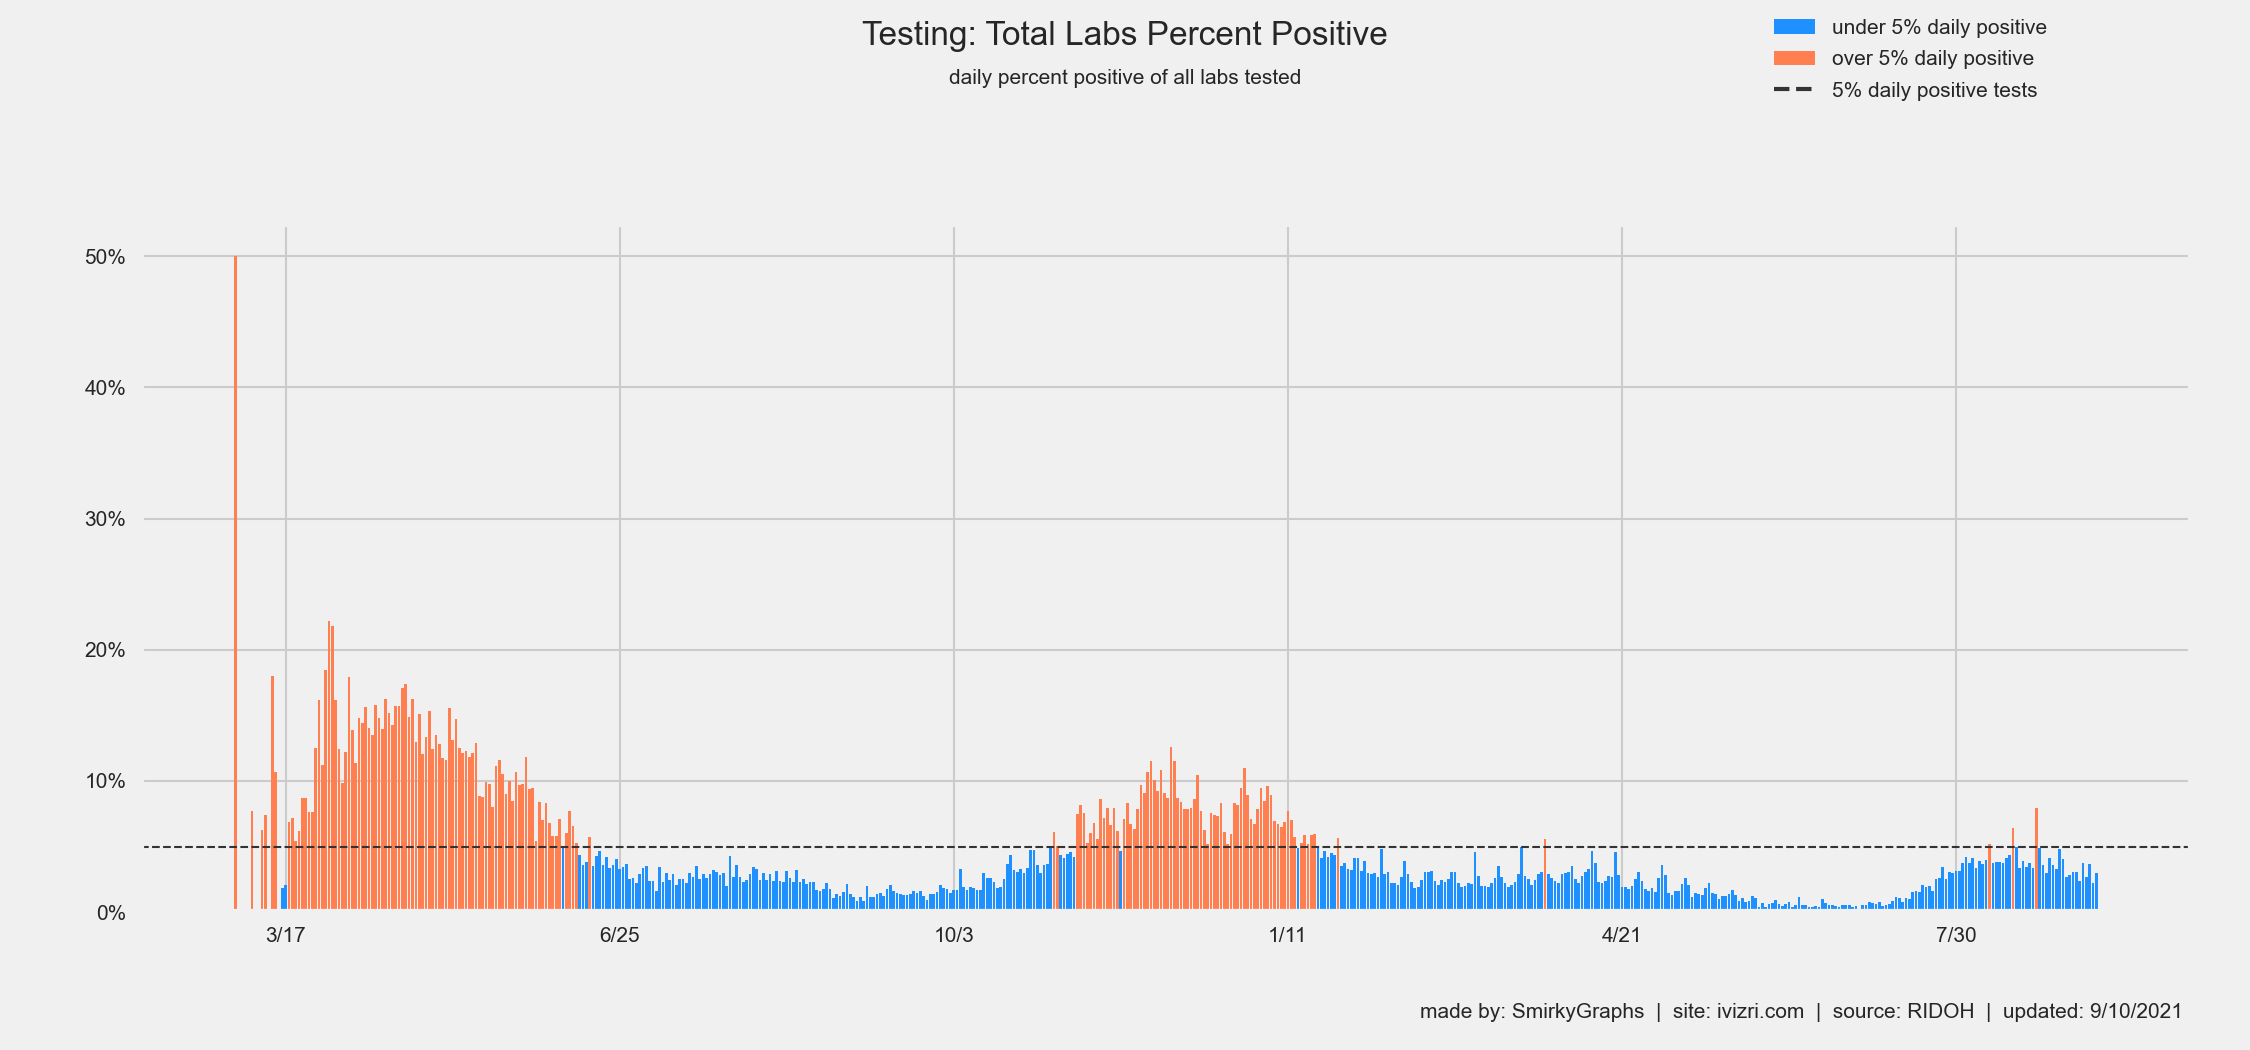 Testing: Total Labs Percent Positive
daily percent positive of all labs tested
under 5% daily positive
over 5% daily positive
5% daily positive tests
50%
40%
30%
20%
10%
0%
3/17
6/25
10/3
1/11
4/21
7/30
made by: SmirkyGraphs | site: ivizri.com | source: RIDOH | updated: 9/10/2021